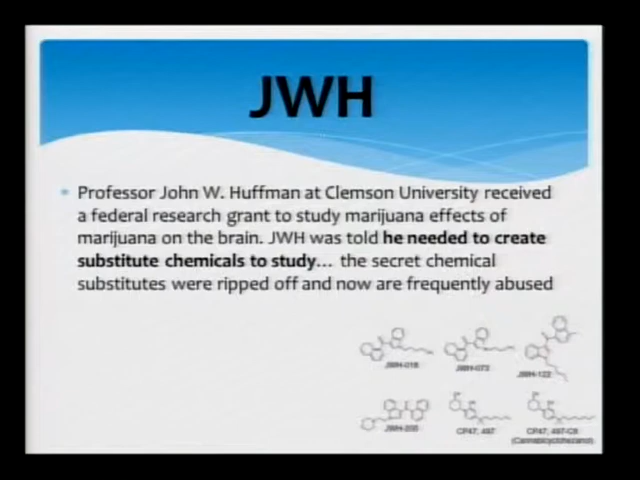 JWH
Professor John W. Huffman at Clemson University received
a federal research grant to study marijuana effects of
marijuana on the brain. JWH was told he needed to create
substitute chemicals to study... the secret chemical
substitutes were ripped off and now are frequently abused
JWH-018
JWH-073
JWH-122
JWH-200
CP47, 497
CP47, 497-C8
(Cannabicyclohexanol)